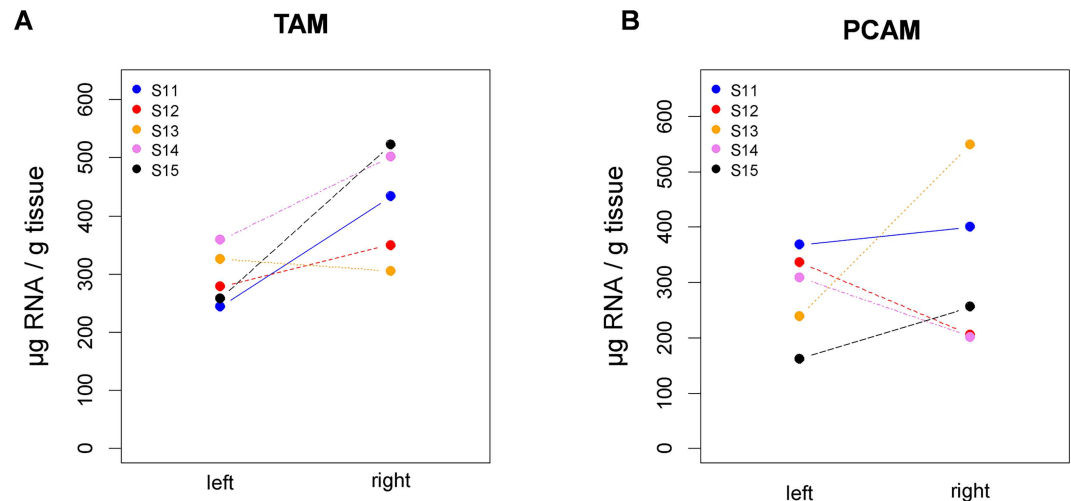 A
TAM
µg RNA / g tissue
600
500
400
300
200
100
0
S11
S12
S13
S14
S15
left
right
B
PCAM
µg RNA / g tissue
600
500
400
300
200
100
0
S11
S12
S13
S14
S15
left
right